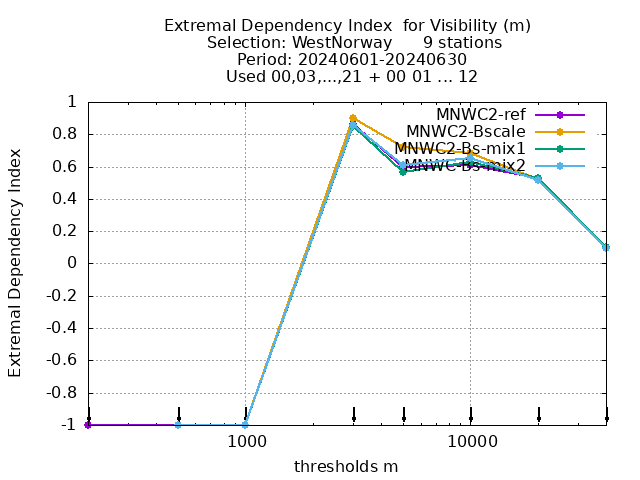 Extremal Dependency Index  for Visibility (m)
Selection: WestNorway      9 stations
Period: 20240601-20240630
Used 00,03,...,21 + 00 01 ... 12
Extremal Dependency Index
1
0.8
0.6
0.4
0.2
0
-0.2
-0.4
-0.6
-0.8
-1
MNWC2-ref
MNWC2-Bscale
MNWC2-Bs-mix1
MNWC-Bs-mix2
1000
10000
thresholds m